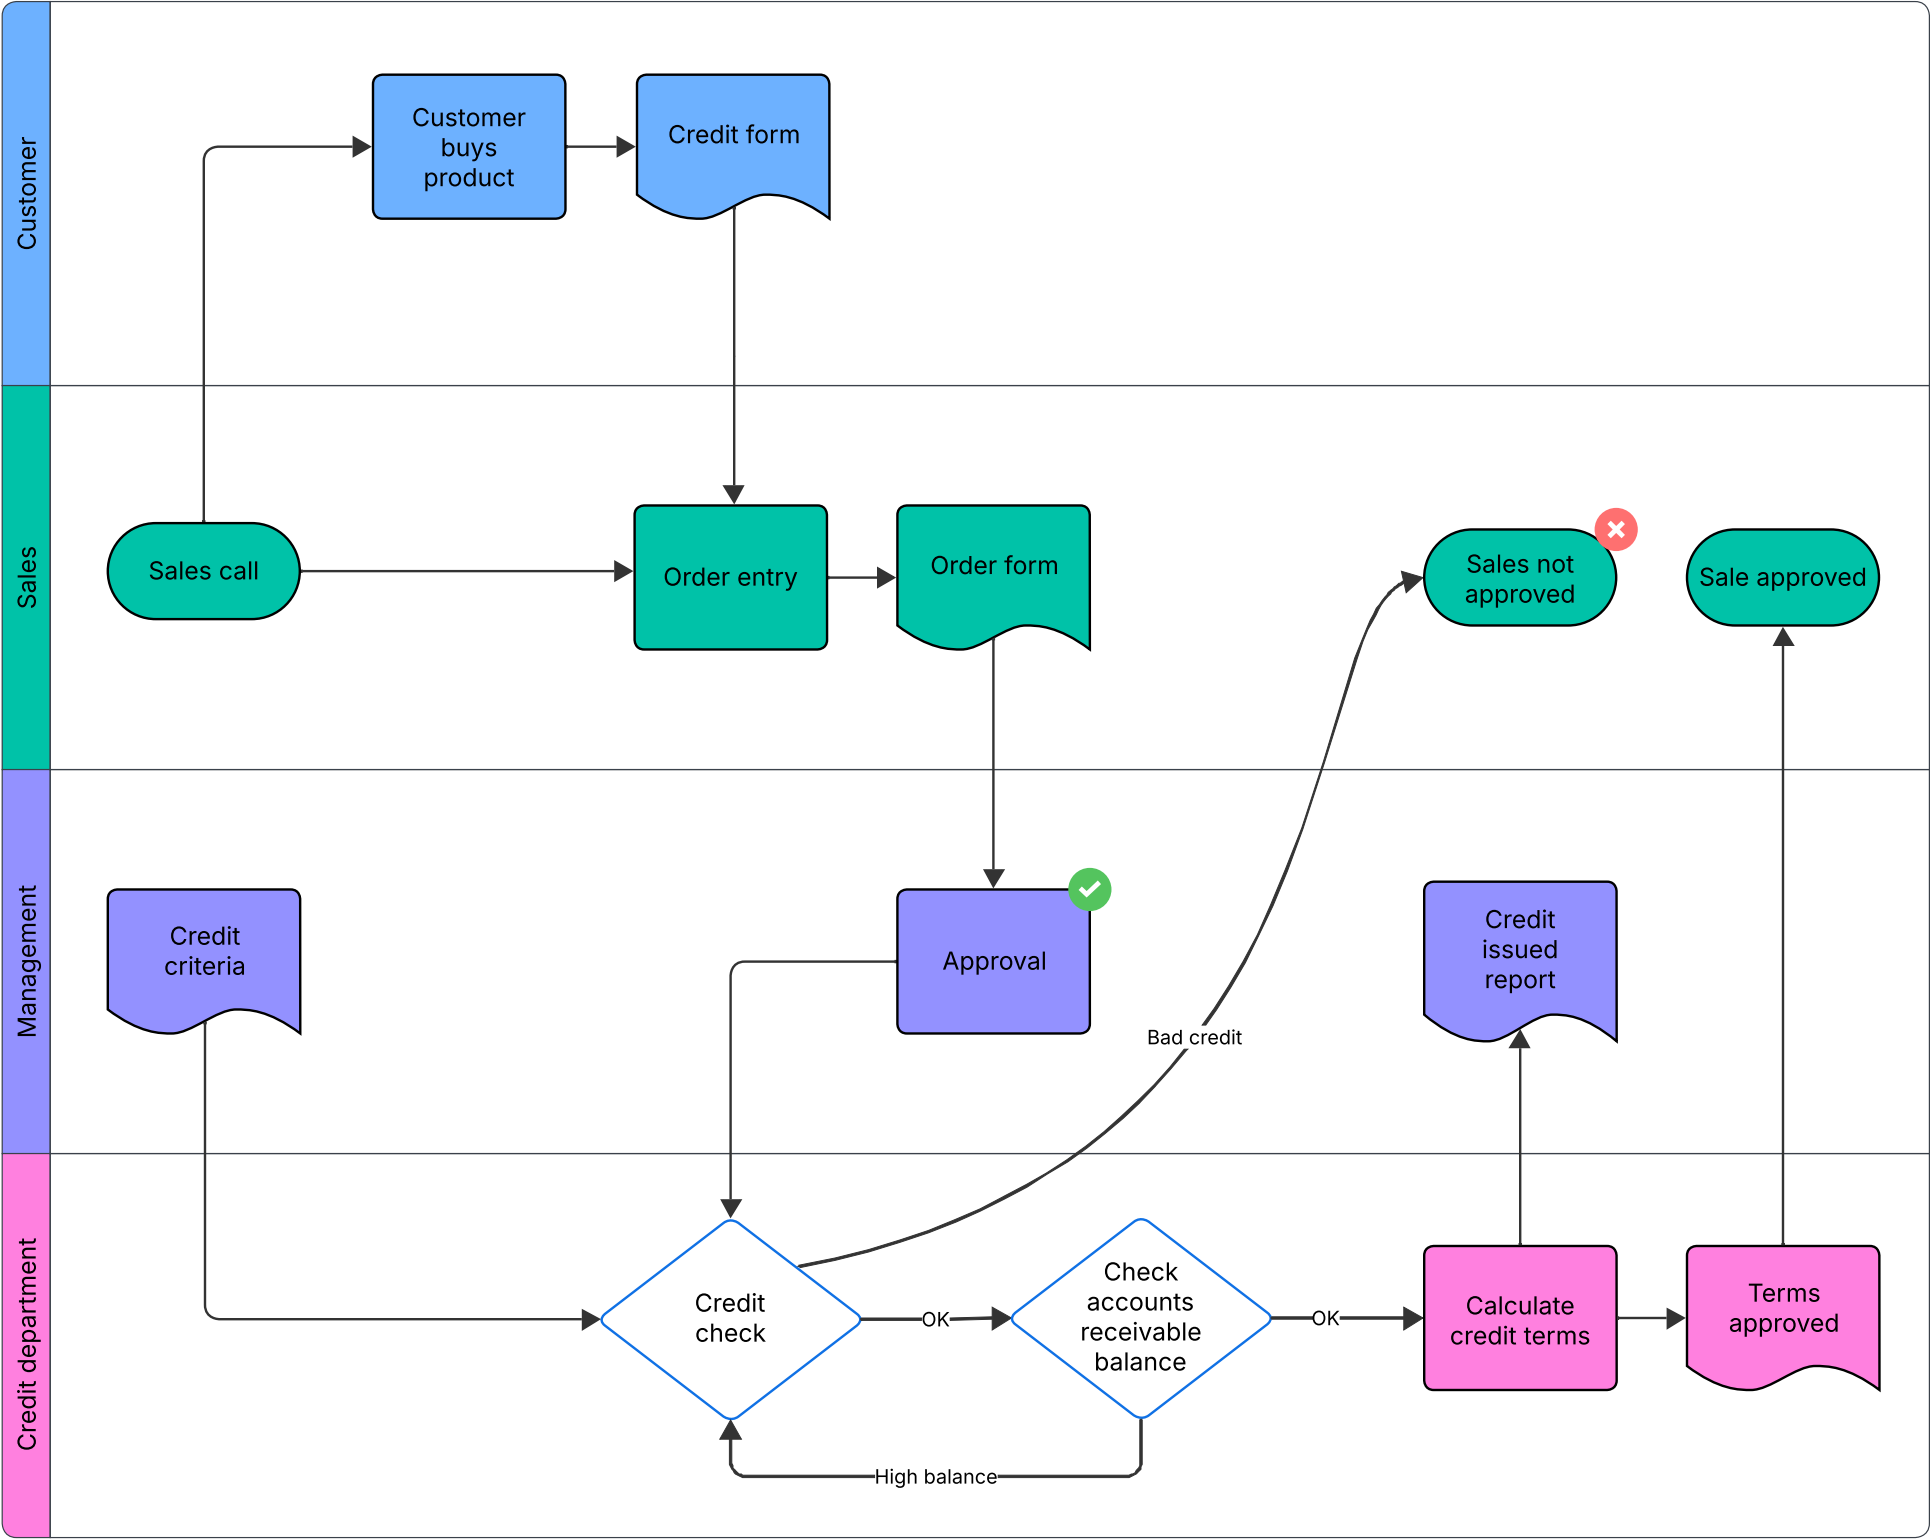 Customer
Customer
buys
product
Credit form
Sales
Sales call
Order entry
Order form
Sales not
approved
Sale approved
Management
Credit
criteria
Approval
Credit
issued
report
Bad credit
Credit department
Credit
check
OK
Check
accounts
receivable
balance
OK
Calculate
credit terms
Terms
approved
High balance